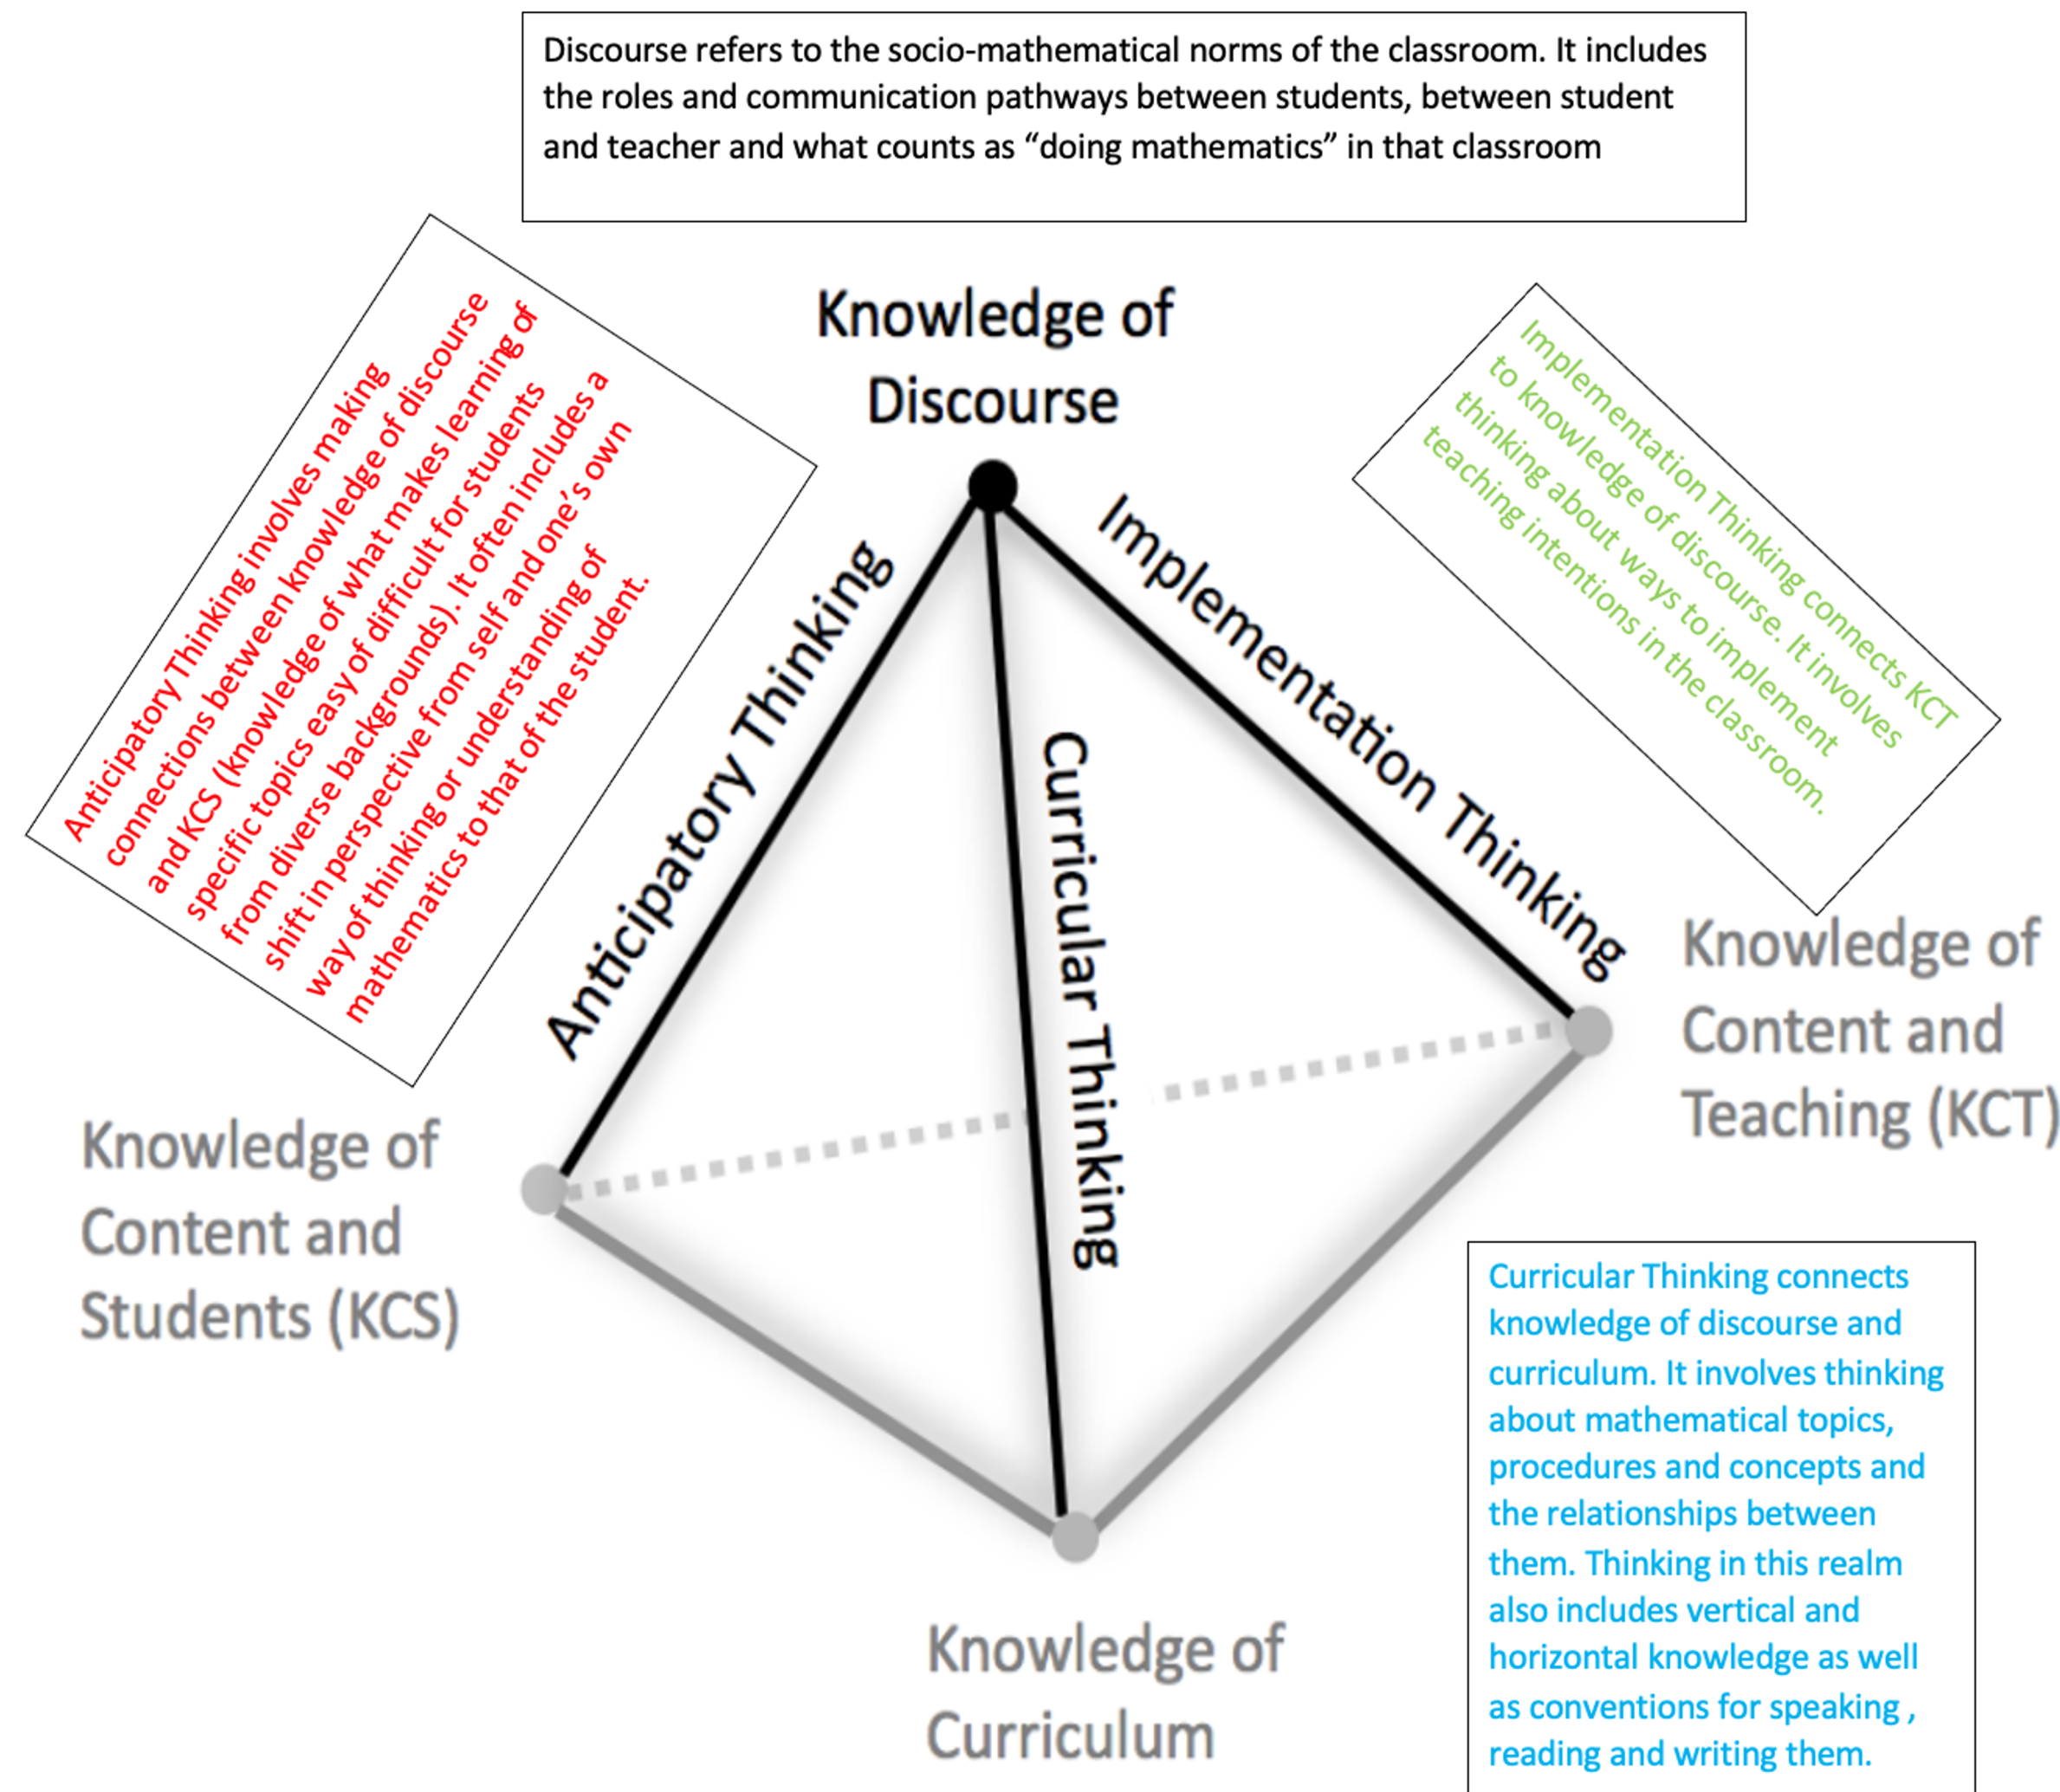 Discourse refers to the socio-mathematical norms of the classroom. It includes
the roles and communication pathways between students, between student
and teacher and what counts as “doing mathematics” in that classroom
Anticipatory Thinking involves making
connections between knowledge of discourse
and KCS (knowledge of what makes learning of
specific topics easy of difficult for students
from diverse backgrounds). It often includes a
shift in perspective from self and one’s own
way of thinking or understanding of
mathematics to that of the student.
Knowledge of
Discourse
Implementation Thinking connects KCT
to knowledge of discourse. It involves
thinking about ways to implement
teaching intentions in the classroom.
Anticipatory Thinking
Curricular Thinking
Implementation Thinking
Knowledge of
Content and
Teaching (KCT)
Knowledge of
Content and
Students (KCS)
Curricular Thinking connects
knowledge of discourse and
curriculum. It involves thinking
about mathematical topics,
procedures and concepts and
the relationships between
them. Thinking in this realm
also includes vertical and
horizontal knowledge as well
as conventions for speaking ,
reading and writing them.
Knowledge of
Curriculum